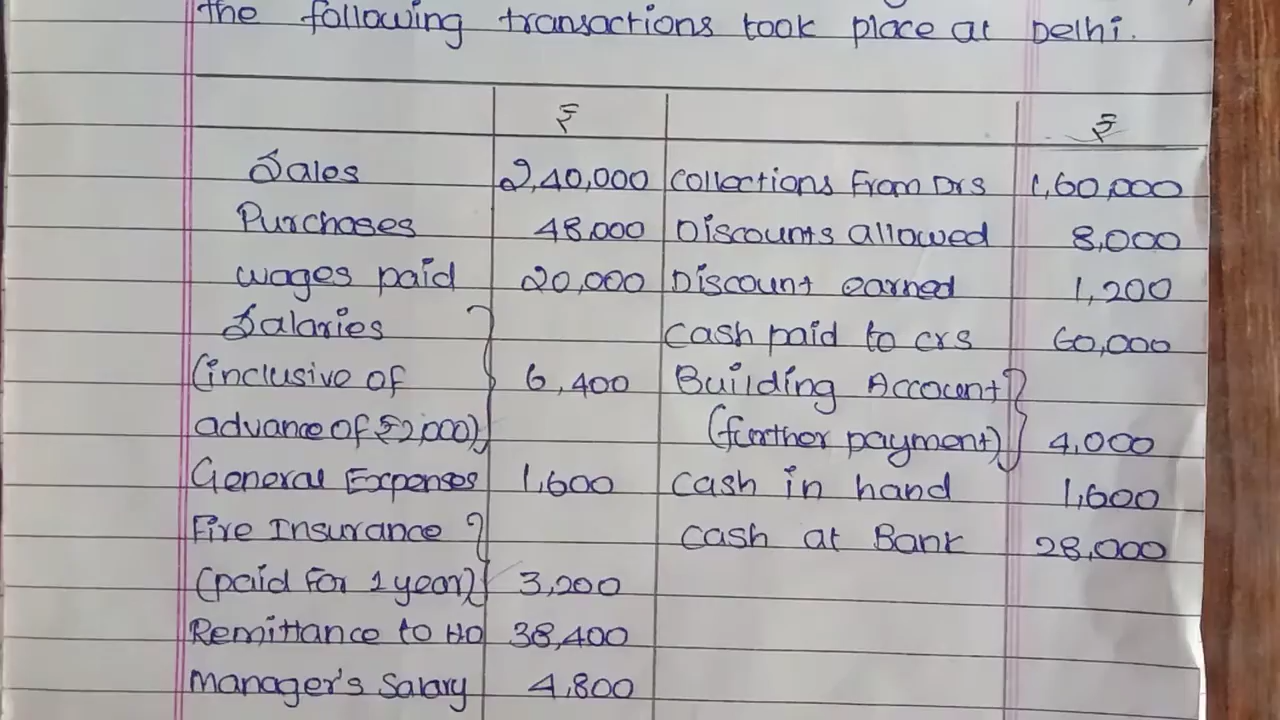 the following transactions took place at Delhi.
₹ ₹
Sales 2,40,000 Collections From Drs 1,60,000
Purchases 48,000 Discounts allowed 8,000
wages paid 20,000 Discount earned 1,200
Salaries Cash paid to crs 60,000
(inclusive of 6,400 Building Account
advance of ₹2,000) (further payment) 4,000
General Expenses 1,600 Cash in hand 1,600
Fire Insurance Cash at Bank 28,000
(paid for 1 year) 3,200
Remittance to HO 38,400
Manager's Salary 4,800